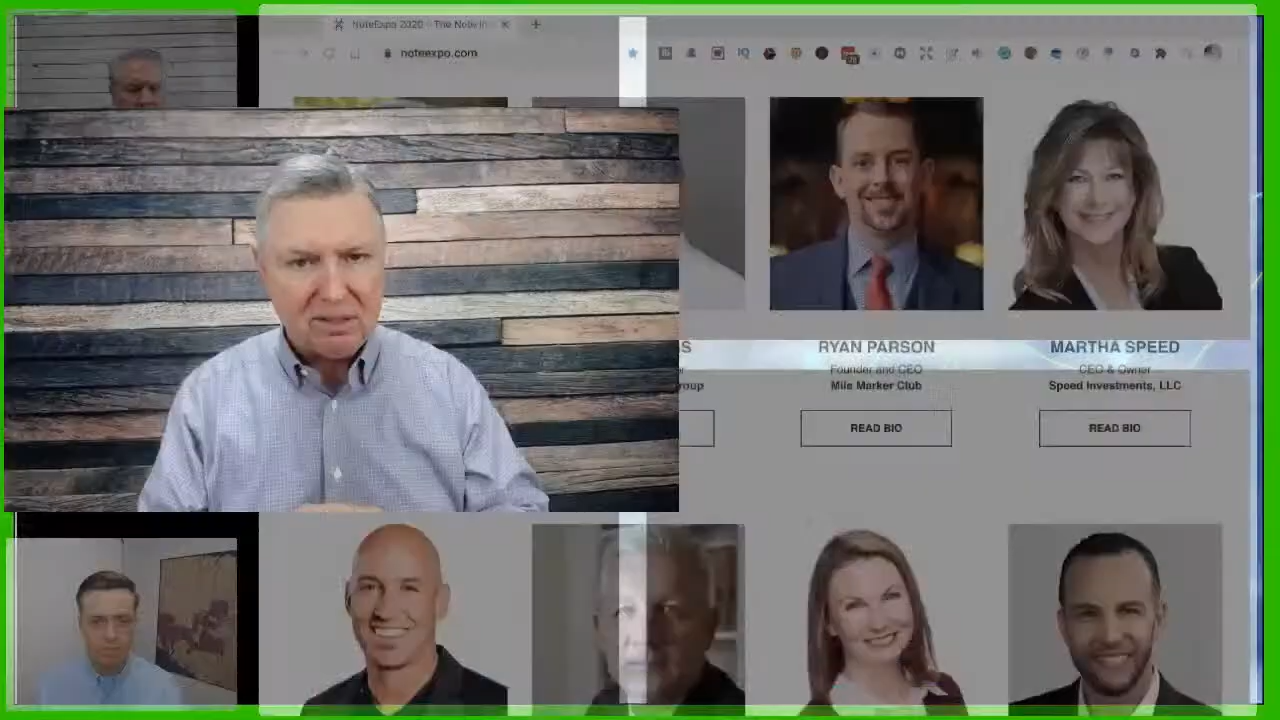 NoteExpo 2020 - The Note In
noteexpo.com
S
RYAN PARSON
MARTHA SPEED
Founder and CEO
CEO & Owner
roup
Mile Marker Club
Speed Investments, LLC
READ BIO
READ BIO